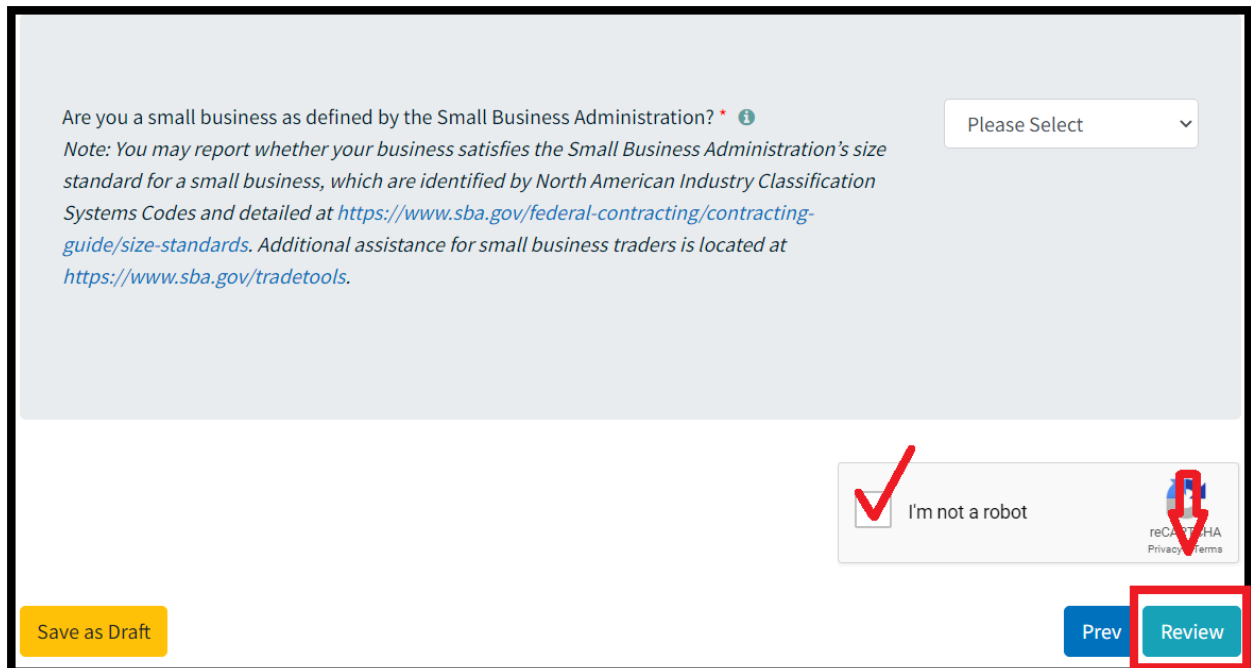 Are you a small business as defined by the Small Business Administration? *
Please Select
Note: You may report whether your business satisfies the Small Business Administration’s size
standard for a small business, which are identified by North American Industry Classification
Systems Codes and detailed at https://www.sba.gov/federal-contracting/contracting-
guide/size-standards. Additional assistance for small business traders is located at
https://www.sba.gov/tradetools.
I'm not a robot
reCAPTCHA
Privacy Terms
Save as Draft
Prev
Review